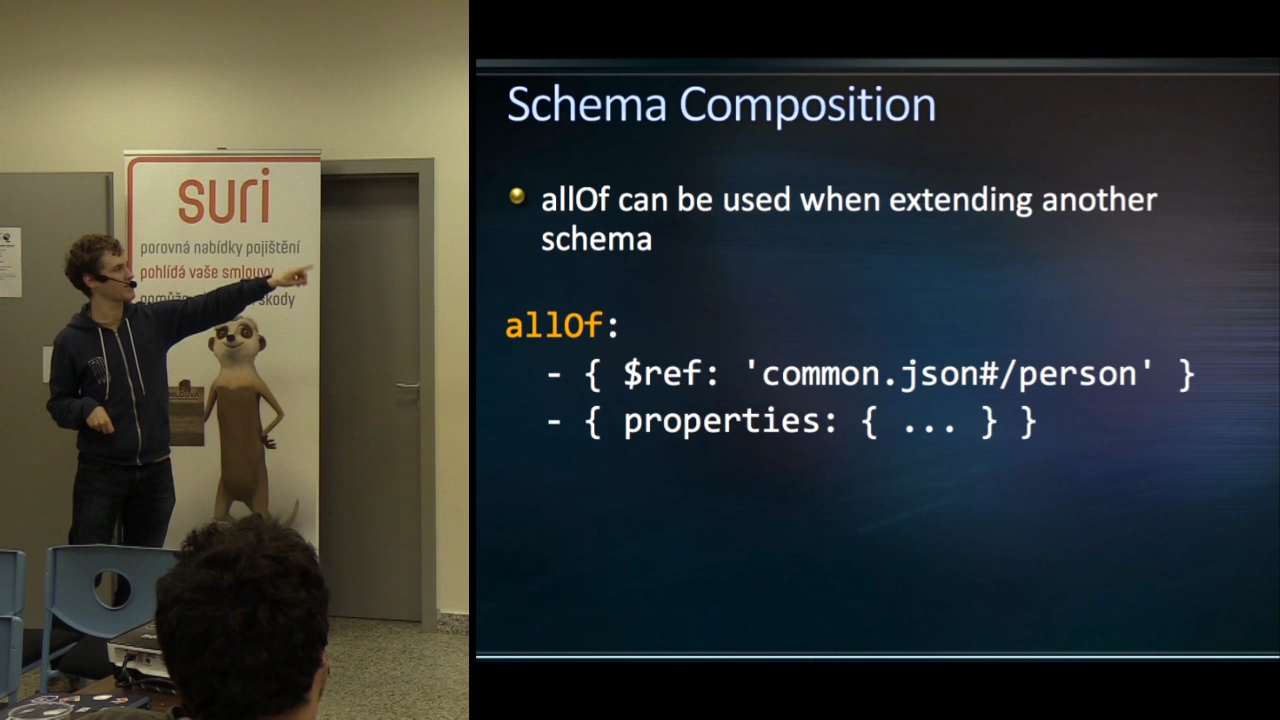 suri
porovná nabídky pojištění
pohlídá vaše smlouvy
škody
Schema Composition
allOf can be used when extending another
schema
allOf:
- { $ref: 'common.json#/person' }
- { properties: { ... } }